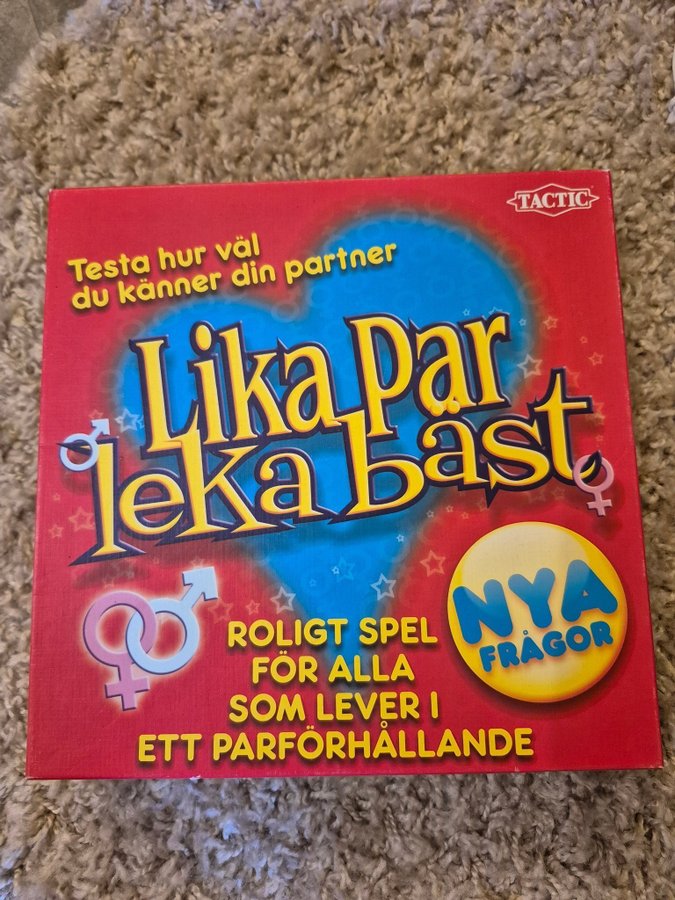 TACTIC
Testa hur väl
du känner din partner
Lika par
leka bäst
NYA
FRÅGOR
ROLIGT SPEL
FÖR ALLA
SOM LEVER I
ETT PARFÖRHÅLLANDE